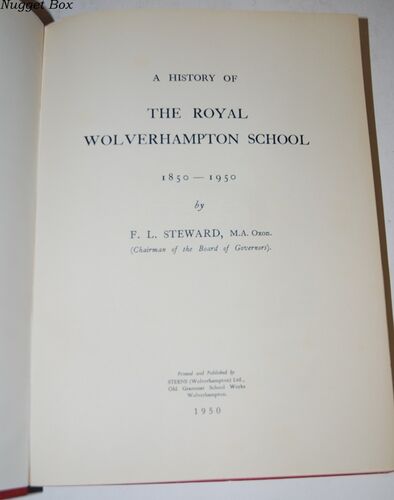 Nugget Box
A HISTORY OF
THE ROYAL
WOLVERHAMPTON SCHOOL
1850 — 1950
by
F. L. STEWARD, M.A. Oxon.
(Chairman of the Board of Governors).
Printed and Published by
STEENS (Wolverhampton) Ltd.,
Old Grammar School Works
Wolverhampton.
1950